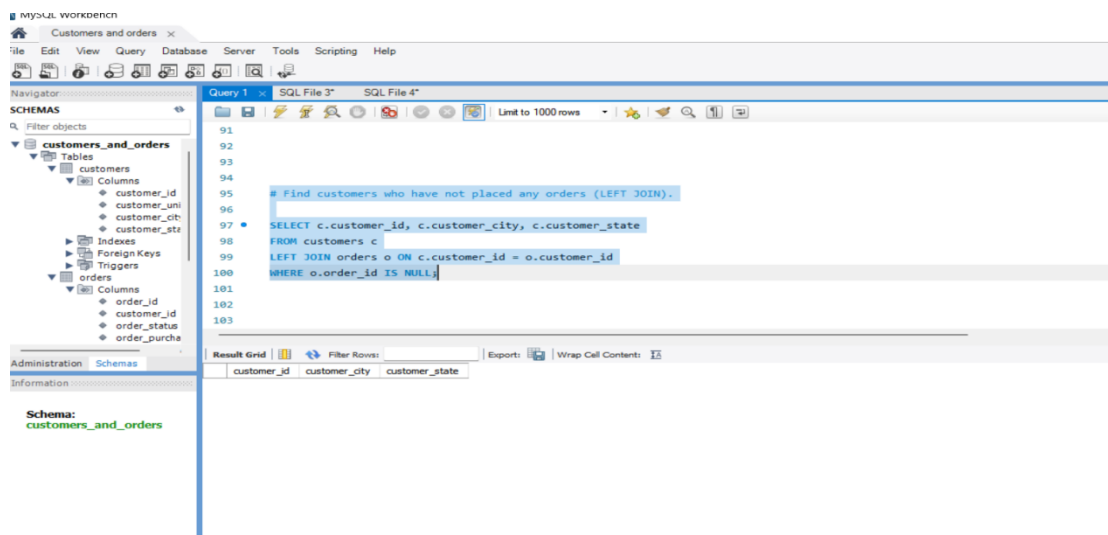 MySQL Workbench
Customers and orders
File Edit View Query Database Server Tools Scripting Help
Navigator
SCHEMAS
Filter objects
customers_and_orders
Tables
customers
Columns
customer_id
customer_uni
customer_cit
customer_sta
Indexes
Foreign Keys
Triggers
orders
Columns
order_id
customer_id
order_status
order_purcha
Administration Schemas
Information
Schema:
customers_and_orders
Query 1 SQL File 3* SQL File 4*
Limit to 1000 rows
91
92
93
94
95 # Find customers who have not placed any orders (LEFT JOIN).
96
97 SELECT c.customer_id, c.customer_city, c.customer_state
98 FROM customers c
99 LEFT JOIN orders o ON c.customer_id = o.customer_id
100 WHERE o.order_id IS NULL;
101
102
103
Result Grid Filter Rows: Export: Wrap Cell Content:
customer_id customer_city customer_state